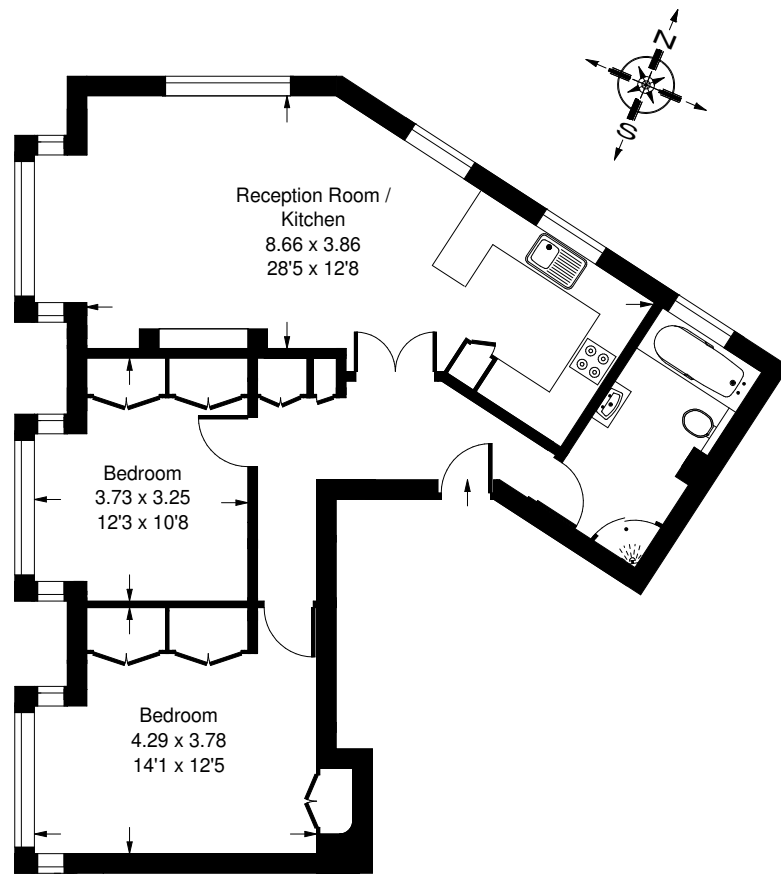 N
S
Reception Room /
Kitchen
8.66 x 3.86
28'5 x 12'8
Bedroom
3.73 x 3.25
12'3 x 10'8
Bedroom
4.29 x 3.78
14'1 x 12'5